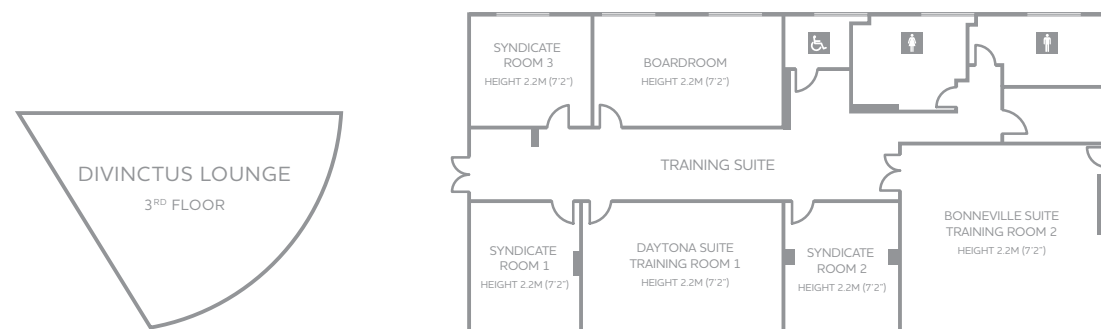 DIVINCTUS LOUNGE
3RD FLOOR
SYNDICATE
ROOM 3
HEIGHT 2.2M (7'2")
BOARDROOM
HEIGHT 2.2M (7'2")
TRAINING SUITE
SYNDICATE
ROOM 1
HEIGHT 2.2M (7'2")
DAYTONA SUITE
TRAINING ROOM 1
HEIGHT 2.2M (7'2")
SYNDICATE
ROOM 2
HEIGHT 2.2M (7'2")
BONNEVILLE SUITE
TRAINING ROOM 2
HEIGHT 2.2M (7'2")